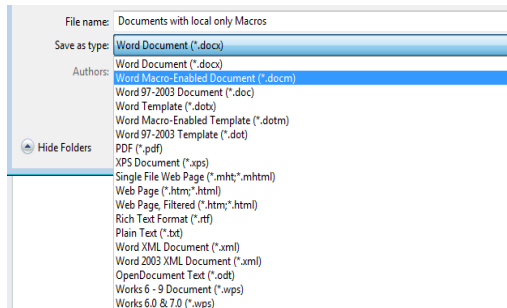 File name: Documents with local only Macros
Save as type: Word Document (*.docx)
Authors:
Word Document (*.docx)
Word Macro-Enabled Document (*.docm)
Word 97-2003 Document (*.doc)
Word Template (*.dotx)
Word Macro-Enabled Template (*.dotm)
Word 97-2003 Template (*.dot)
Hide Folders
PDF (*.pdf)
XPS Document (*.xps)
Single File Web Page (*.mht;*.mhtml)
Web Page (*.htm;*.html)
Web Page, Filtered (*.htm;*.html)
Rich Text Format (*.rtf)
Plain Text (*.txt)
Word XML Document (*.xml)
Word 2003 XML Document (*.xml)
OpenDocument Text (*.odt)
Works 6 - 9 Document (*.wps)
Works 6.0 & 7.0 (*.wps)